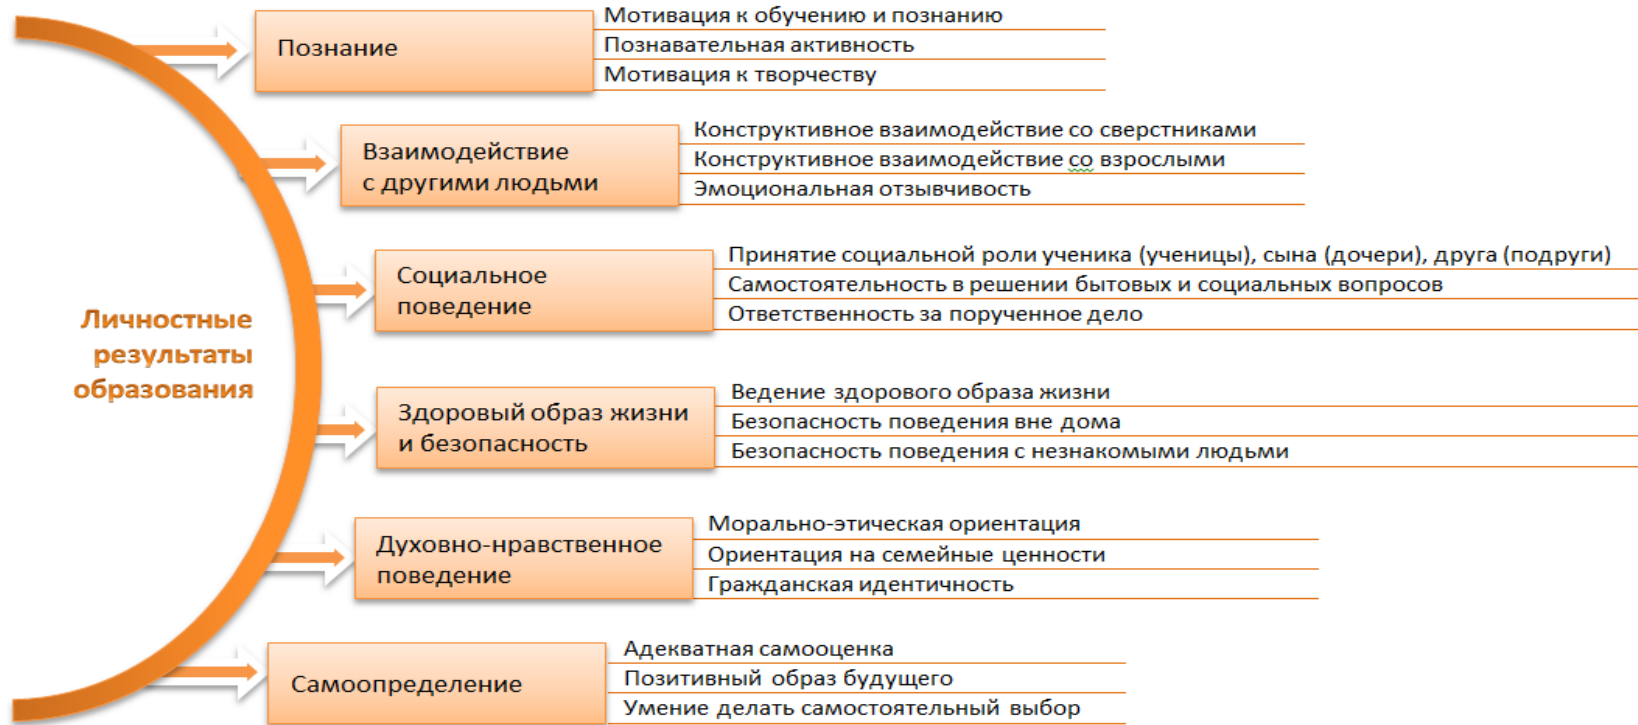 Личностные
результаты
образования
Познание
Мотивация к обучению и познанию
Познавательная активность
Мотивация к творчеству
Взаимодействие
с другими людьми
Конструктивное взаимодействие со сверстниками
Конструктивное взаимодействие со взрослыми
Эмоциональная отзывчивость
Социальное
поведение
Принятие социальной роли ученика (ученицы), сына (дочери), друга (подруги)
Самостоятельность в решении бытовых и социальных вопросов
Ответственность за порученное дело
Здоровый образ жизни
и безопасность
Ведение здорового образа жизни
Безопасность поведения вне дома
Безопасность поведения с незнакомыми людьми
Духовно-нравственное
поведение
Морально-этическая ориентация
Ориентация на семейные ценности
Гражданская идентичность
Самоопределение
Адекватная самооценка
Позитивный образ будущего
Умение делать самостоятельный выбор